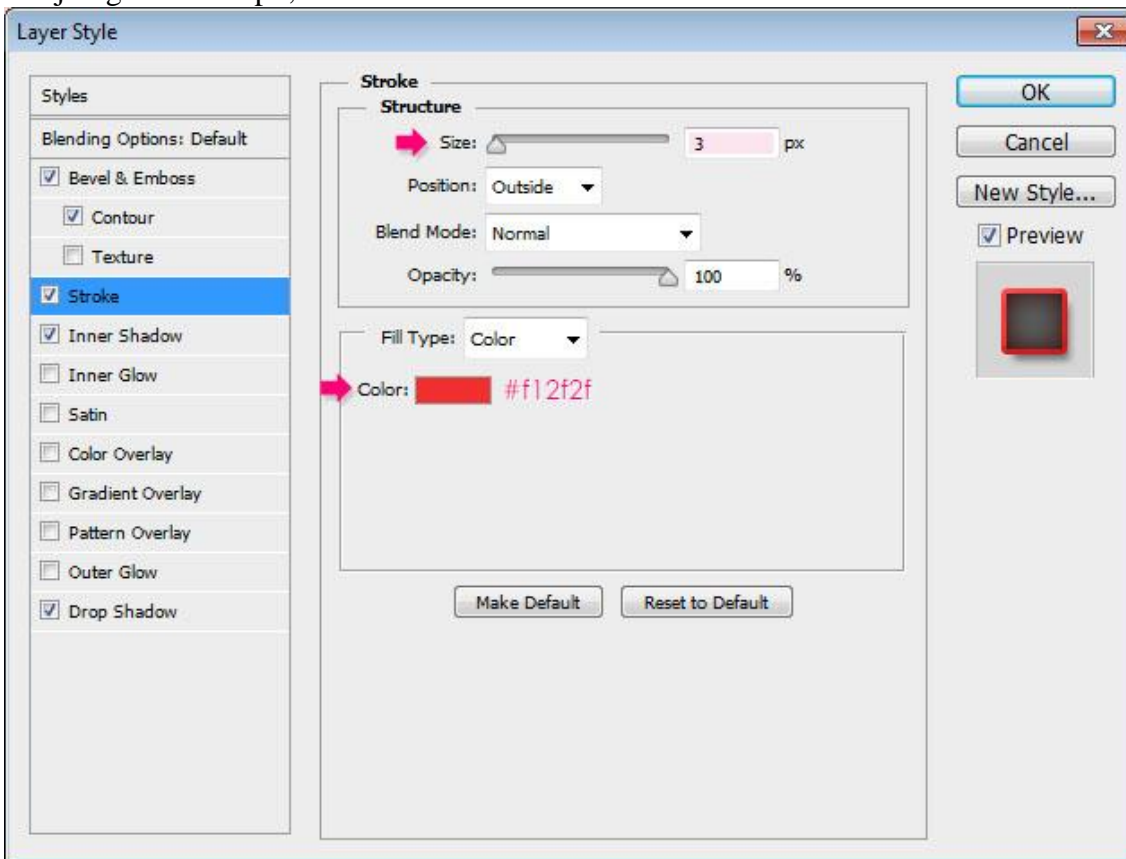 Layer Style
Styles
Blending Options: Default
Bevel & Emboss
Contour
Texture
Stroke
Inner Shadow
Inner Glow
Satin
Color Overlay
Gradient Overlay
Pattern Overlay
Outer Glow
Drop Shadow
Stroke
Structure
Size: 3 px
Position: Outside
Blend Mode: Normal
Opacity: 100 %
Fill Type: Color
Color: #f12f2f
Make Default Reset to Default
OK
Cancel
New Style...
Preview